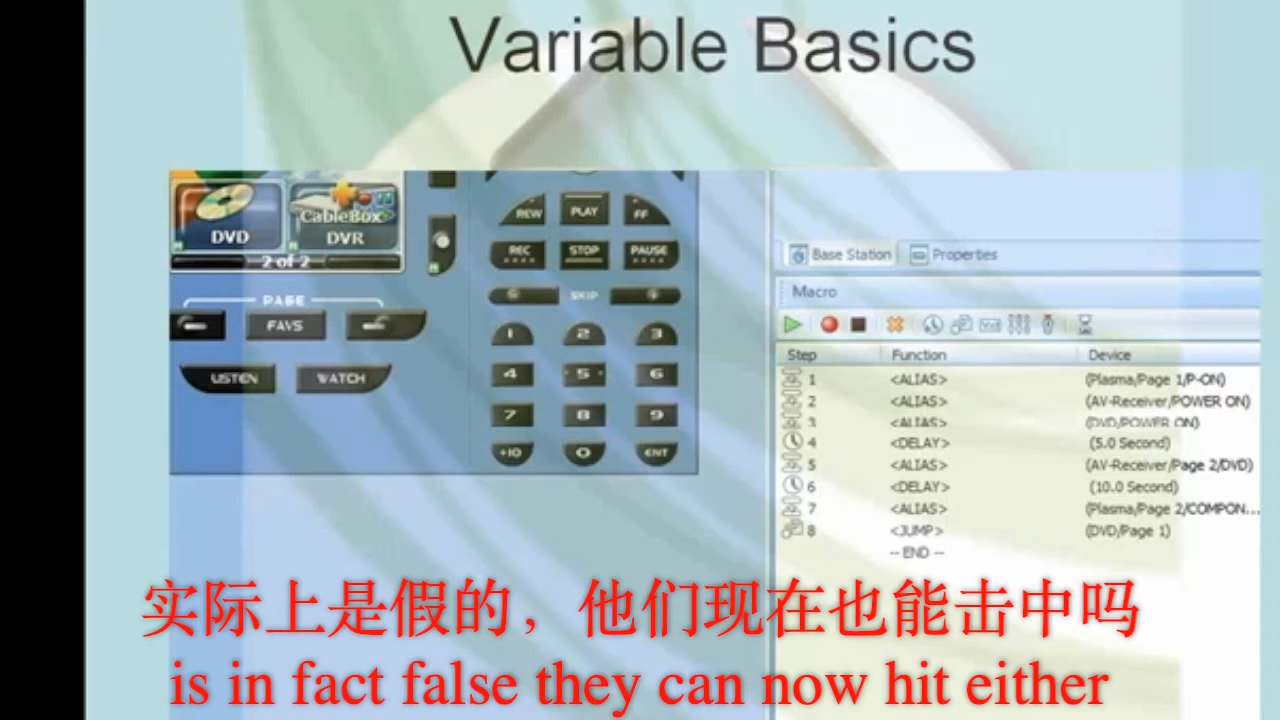 Variable Basics
DVD
CableBox
DVR
2 of 2
PAGE
FAVS
LISTEN
WATCH
REW
PLAY
FF
REC
STOP
PAUSE
SKIP
1
2
3
4
5
6
7
8
9
+10
0
ENT
Base Station
Properties
Macro
Step Function Device
1 <ALIAS> (Plasma/Page 1/P-ON)
2 <ALIAS> (AV-Receiver/POWER ON)
3 <ALIAS> (DVD/POWER ON)
4 <DELAY> (5.0 Second)
5 <ALIAS> (AV-Receiver/Page 2/DVD)
6 <DELAY> (10.0 Second)
7 <ALIAS> (Plasma/Page 2/COMPON...
8 <JUMP> (DVD/Page 1)
-- END --
实际上是假的，他们现在也能击中吗
is in fact false they can now hit either